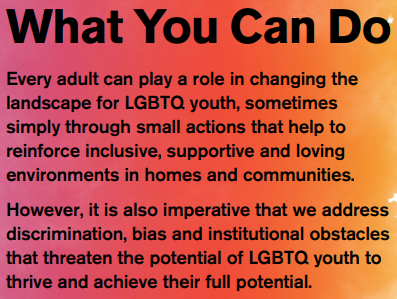 What You Can Do
Every adult can play a role in changing the
landscape for LGBTQ youth, sometimes
simply through small actions that help to
reinforce inclusive, supportive and loving
environments in homes and communities.
However, it is also imperative that we address
discrimination, bias and institutional obstacles
that threaten the potential of LGBTQ youth to
thrive and achieve their full potential.